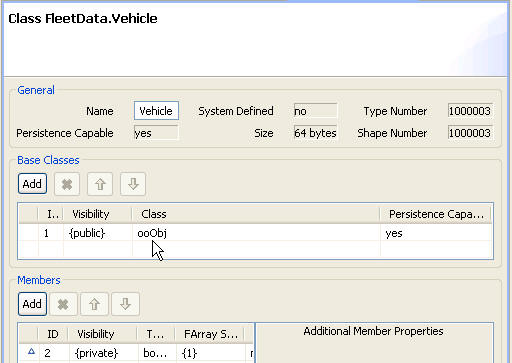 Class FleetData.Vehicle
General
Name Vehicle System Defined no Type Number 1000003
Persistence Capable yes Size 64 bytes Shape Number 1000003
Base Classes
Add
I.. Visibility Class Persistence Capa...
1 {public} ooObj yes
Members
Add
ID Visibility T... FArray S... Additional Member Properties
2 {private} bo... {1}